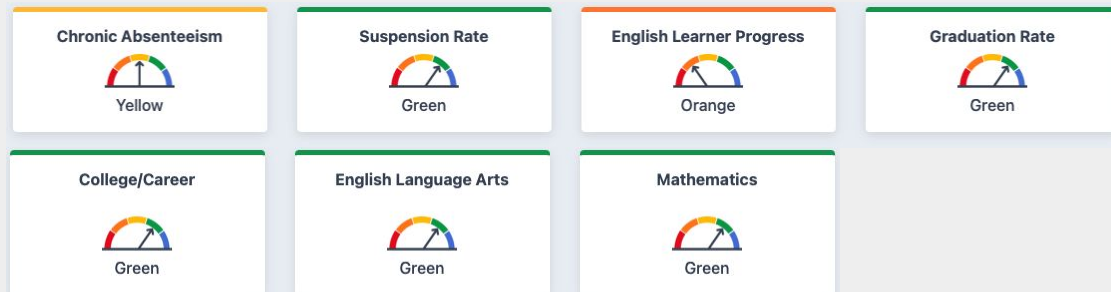 Chronic Absenteeism
Yellow
Suspension Rate
Green
English Learner Progress
Orange
Graduation Rate
Green
College/Career
Green
English Language Arts
Green
Mathematics
Green